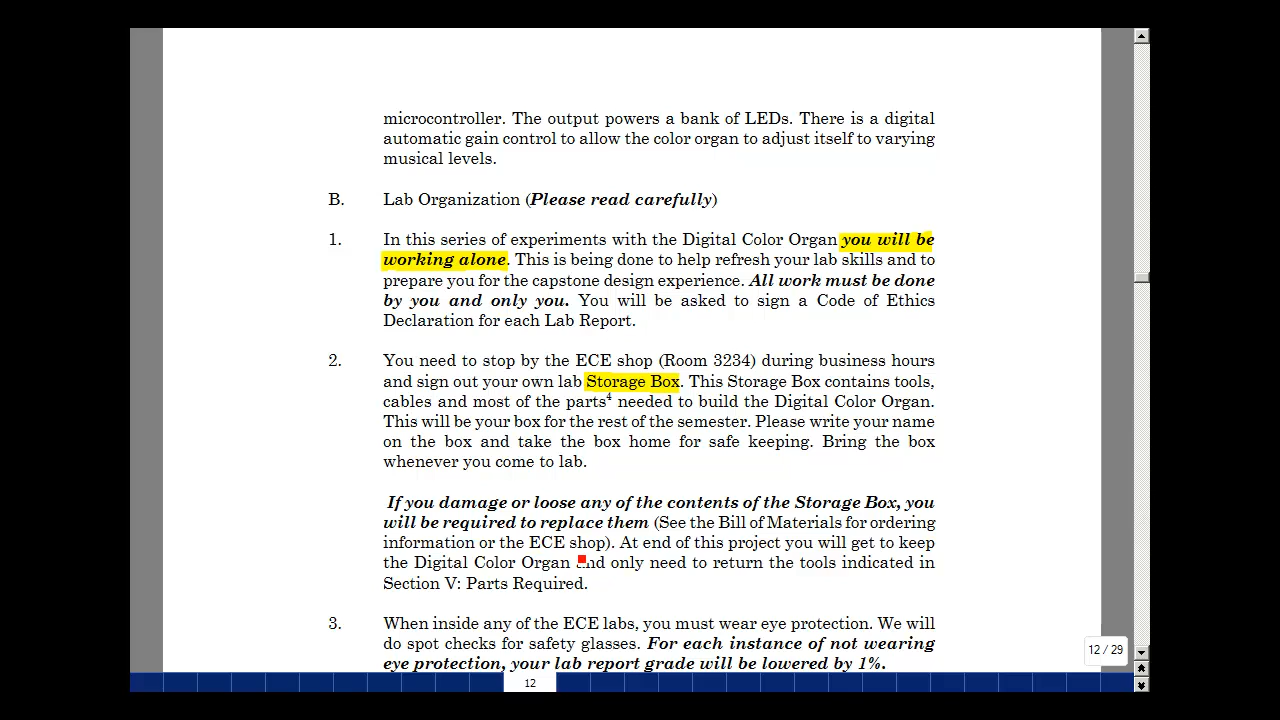 microcontroller. The output powers a bank of LEDs. There is a digital
automatic gain control to allow the color organ to adjust itself to varying
musical levels.
B. Lab Organization (Please read carefully)
1. In this series of experiments with the Digital Color Organ you will be
working alone. This is being done to help refresh your lab skills and to
prepare you for the capstone design experience. All work must be done
by you and only you. You will be asked to sign a Code of Ethics
Declaration for each Lab Report.
2. You need to stop by the ECE shop (Room 3234) during business hours
and sign out your own lab Storage Box. This Storage Box contains tools,
cables and most of the parts4 needed to build the Digital Color Organ.
This will be your box for the rest of the semester. Please write your name
on the box and take the box home for safe keeping. Bring the box
whenever you come to lab.
If you damage or loose any of the contents of the Storage Box, you
will be required to replace them (See the Bill of Materials for ordering
information or the ECE shop). At end of this project you will get to keep
the Digital Color Organ and only need to return the tools indicated in
Section V: Parts Required.
3. When inside any of the ECE labs, you must wear eye protection. We will
do spot checks for safety glasses. For each instance of not wearing
eye protection, your lab report grade will be lowered by 1%.
12 / 29
12